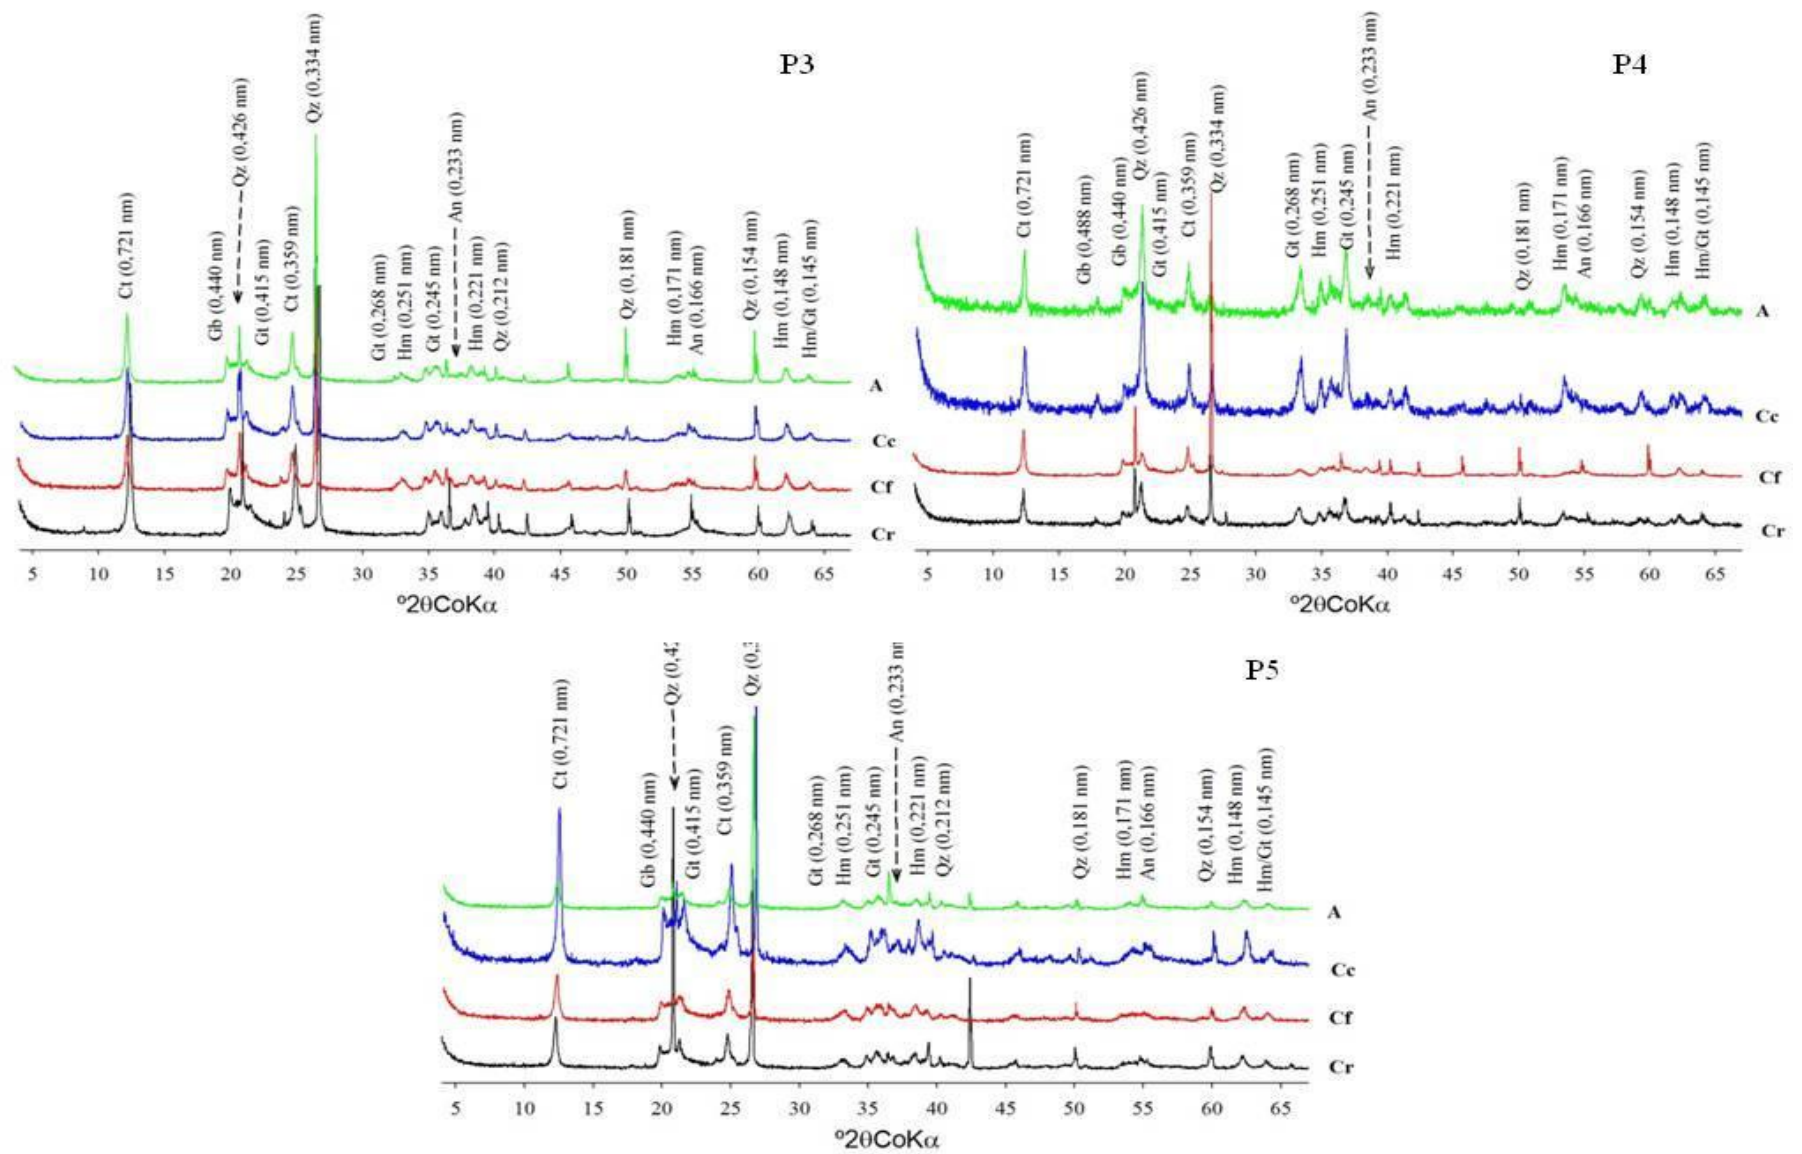 P3
Ct (0,721 nm)
Gb (0,440 nm)
Qz (0,426 nm)
Gt (0,415 nm)
Ct (0,359 nm)
Qz (0,334 nm)
Gt (0,268 nm)
Hm (0,251 nm)
Gt (0,245 nm)
An (0,233 nm)
Hm (0,221 nm)
Qz (0,212 nm)
Qz (0,181 nm)
Hm (0,171 nm)
An (0,166 nm)
Qz (0,154 nm)
Hm (0,148 nm)
Hm/Gt (0,145 nm)
A
Cc
Cf
Cr
5 10 15 20 25 30 35 40 45 50 55 60 65
º2θCoKα
P4
Ct (0,721 nm)
Gb (0,488 nm)
Gb (0,440 nm)
Qz (0,426 nm)
Gt (0,415 nm)
Ct (0,359 nm)
Qz (0,334 nm)
Gt (0,268 nm)
Hm (0,251 nm)
Gt (0,245 nm)
An (0,233 nm)
Hm (0,221 nm)
Qz (0,181 nm)
Hm (0,171 nm)
An (0,166 nm)
Qz (0,154 nm)
Hm (0,148 nm)
Hm/Gt (0,145 nm)
A
Cc
Cf
Cr
5 10 15 20 25 30 35 40 45 50 55 60 65
º2θCoKα
P5
Ct (0,721 nm)
Gb (0,440 nm)
Qz (0,42
Gt (0,415 nm)
Ct (0,359 nm)
Qz (0,3
Gt (0,268 nm)
Hm (0,251 nm)
Gt (0,245 nm)
An (0,233 nm
Hm (0,221 nm)
Qz (0,212 nm)
Qz (0,181 nm)
Hm (0,171 nm)
An (0,166 nm)
Qz (0,154 nm)
Hm (0,148 nm)
Hm/Gt (0,145 nm)
A
Cc
Cf
Cr
5 10 15 20 25 30 35 40 45 50 55 60 65
º2θCoKα